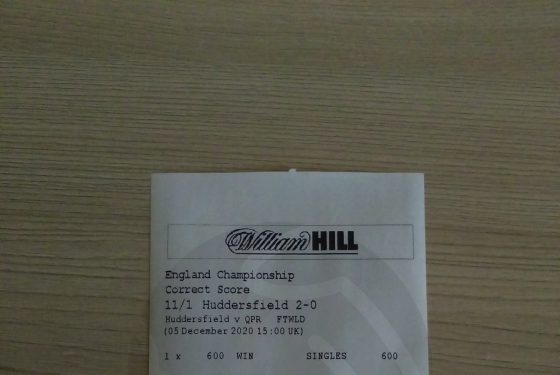 William HILL
England Championship
Correct Score
11/1 Huddersfield 2-0
Huddersfield v QPR FTWLD
(05 December 2020 15:00 UK)
1 x 600 WIN SINGLES 600